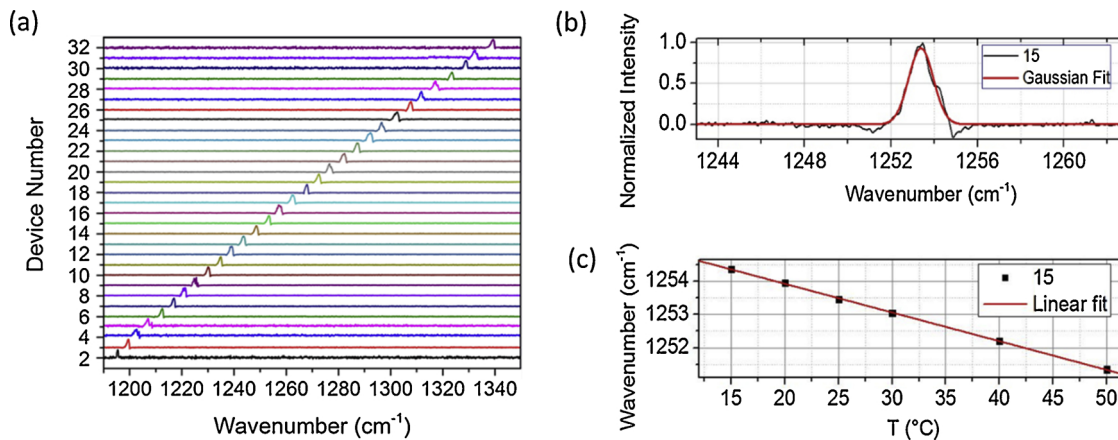 (a)
32
30
28
26
24
22
20
18
16
14
12
10
8
6
4
2
Device Number
1200 1220 1240 1260 1280 1300 1320 1340
Wavenumber (cm⁻¹)
(b)
1.0
0.5
0.0
Normalized Intensity
15
Gaussian Fit
1244 1248 1252 1256 1260
Wavenumber (cm⁻¹)
(c)
1254
1253
1252
Wavenumber (cm⁻¹)
15
Linear fit
15 20 25 30 35 40 45 50
T (°C)